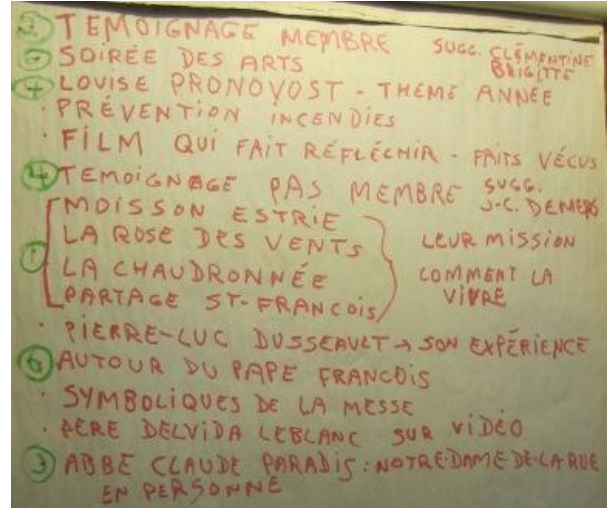 ② TEMOIGNAGE MEMBRE SUGG. CLÉMENTINE BRIGITTE
SOIRÉE DES ARTS
LOUISE PRONOVOST - THÈME ANNÉE
· PRÉVENTION INCENDIES
· FILM QUI FAIT RÉFLÉCHIR - FAITS VÉCUS
④ TEMOIGNAGE PAS MEMBRE SUGG. J-C. DEMERS
MOISSON ESTRIE
LA ROSE DES VENTS LEUR MISSION
① LA CHAUDRONNÉE COMMENT LA
PARTAGE ST-FRANCOIS VIVRE
· PIERRE-LUC DUSSEAULT → SON EXPÉRIENCE
⑥ AUTOUR DU PAPE FRANCOIS
· SYMBOLIQUES DE LA MESSE
· PERE DELVIDA LEBLANC SUR VIDÉO
③ ABBÉ CLAUDE PARADIS : NOTRE-DAME-DE-LA-RUE
EN PERSONNE